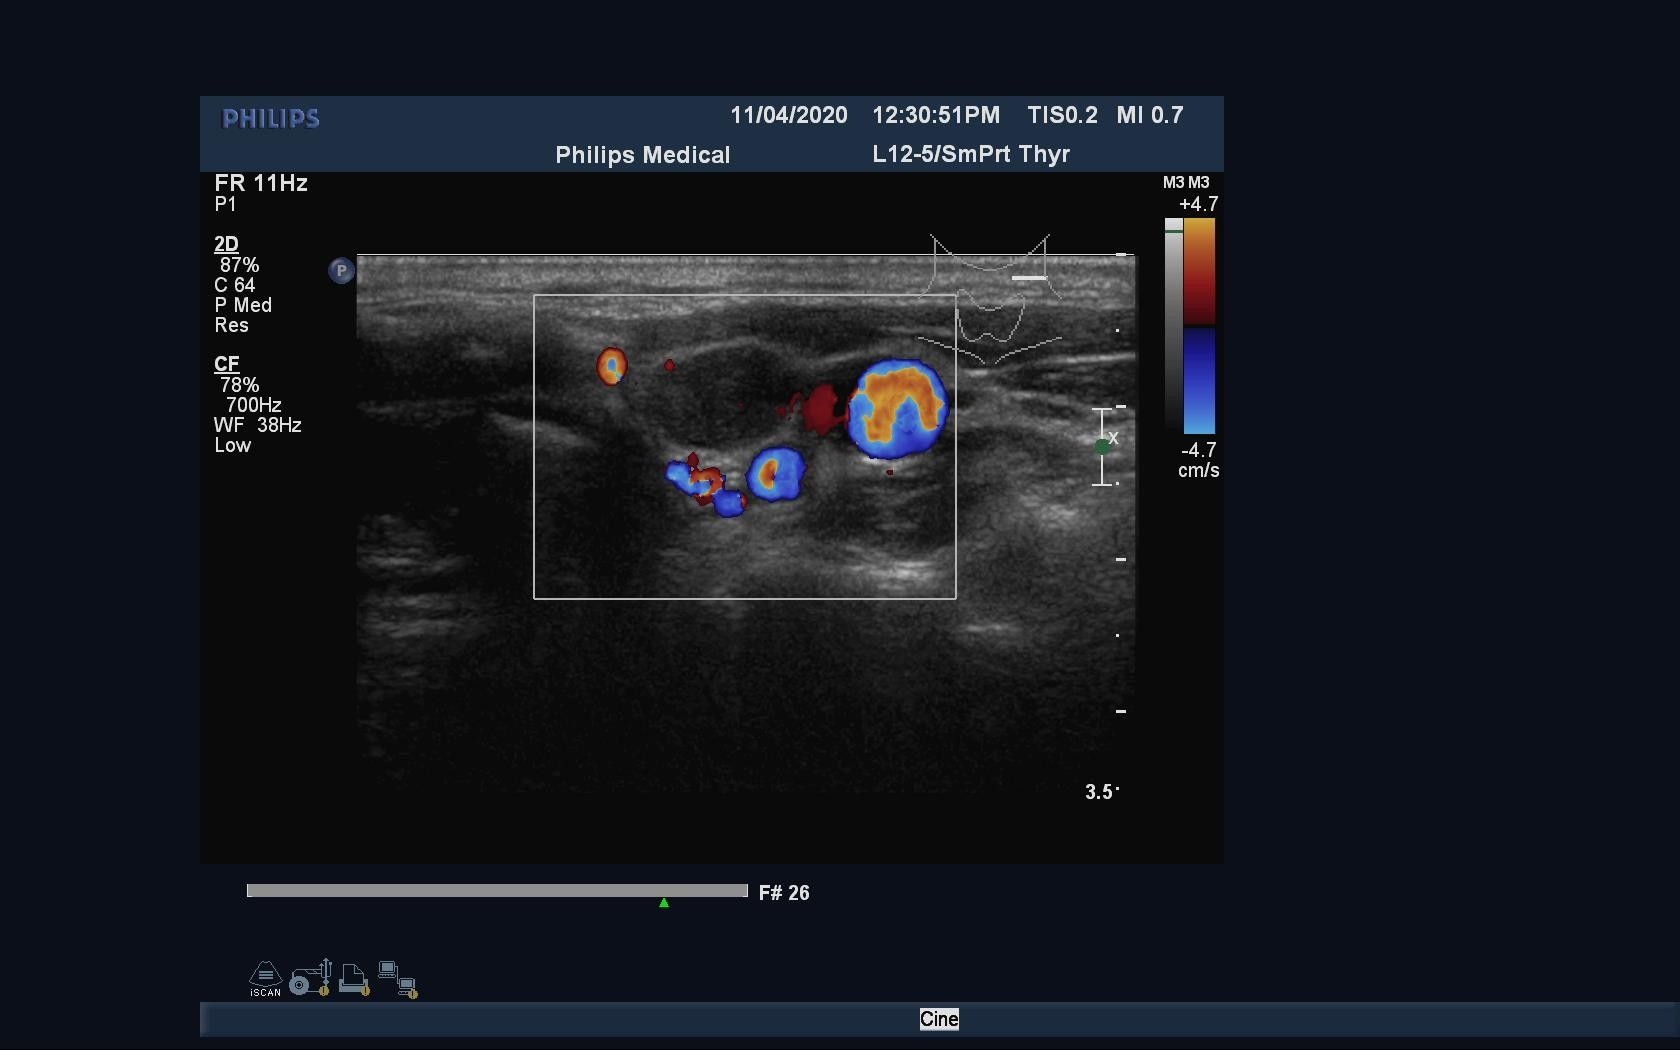 PHILIPS
11/04/2020 12:30:51PM TIS0.2 MI 0.7
Philips Medical L12-5/SmPrt Thyr
FR 11Hz
P1
2D
87%
C 64
P Med
Res
CF
78%
700Hz
WF 38Hz
Low
P
M3 M3
+4.7
X
-4.7
cm/s
3.5
F# 26
iSCAN
Cine